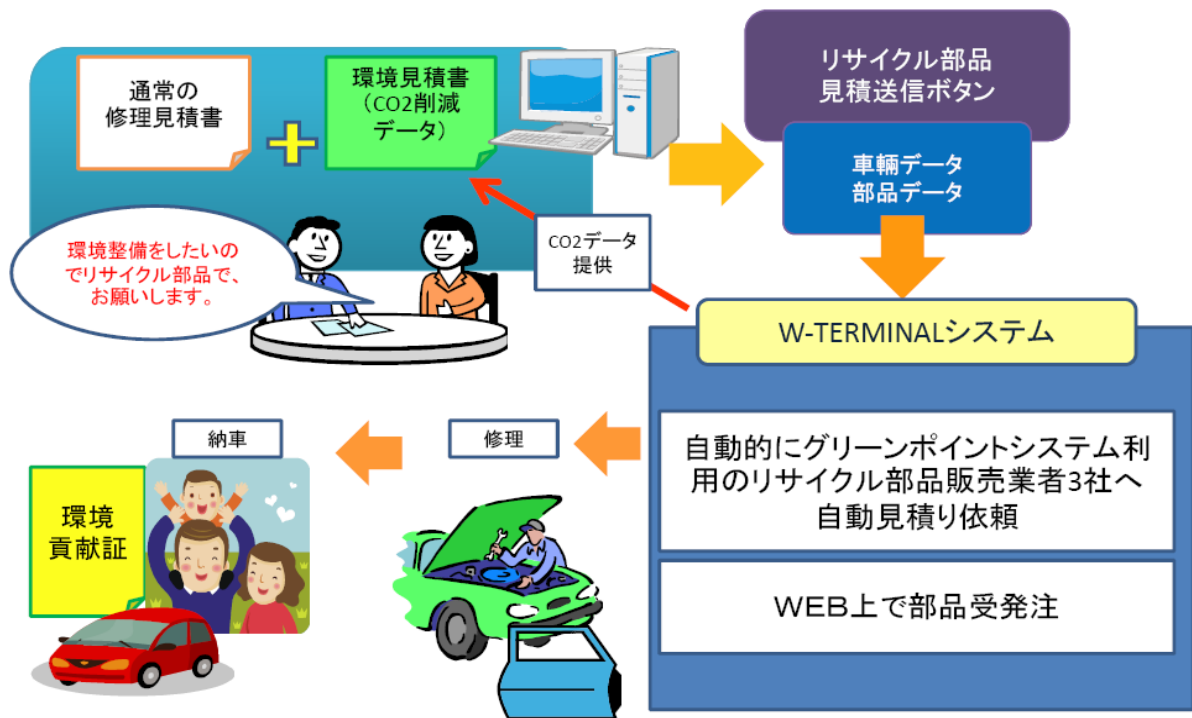 通常の
修理見積書
環境見積書
（CO2削減
データ）
リサイクル部品
見積送信ボタン
車輌データ
部品データ
環境整備をしたいの
でリサイクル部品で、
お願いします。
CO2データ
提供
W-TERMINALシステム
自動的にグリーンポイントシステム利
用のリサイクル部品販売業者3社へ
自動見積り依頼
ＷＥＢ上で部品受発注
修理
納車
環境
貢献証